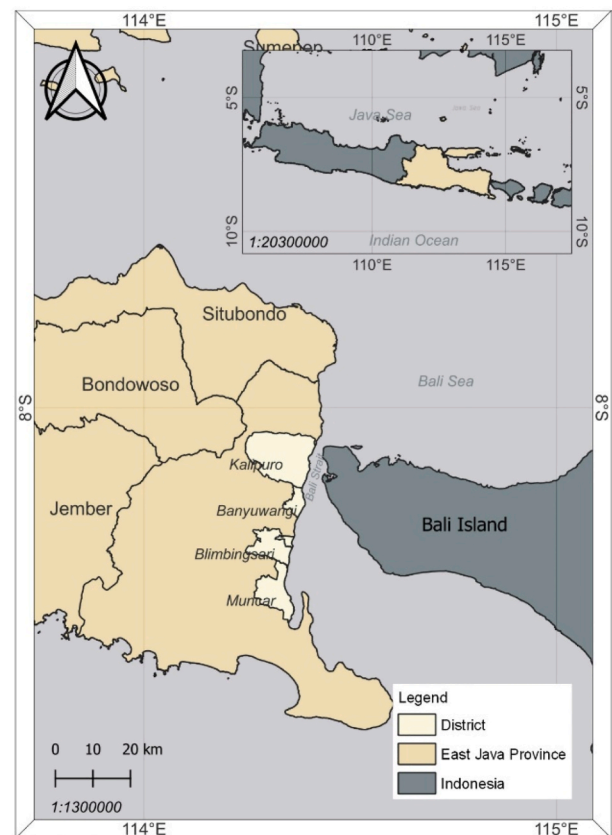 114°E
115°E
Sumenep
110°E
115°E
5°S
5°S
Java Sea
10°S
10°S
1:20300000
Indian Ocean
110°E
115°E
Situbondo
Bondowoso
Bali Sea
8°S
8°S
Kalipuro
Bali Strait
Jember
Banyuwangi
Bali Island
Blimbingsari
Muncar
Legend
District
East Java Province
Indonesia
0 10 20 km
1:1300000
114°E
115°E